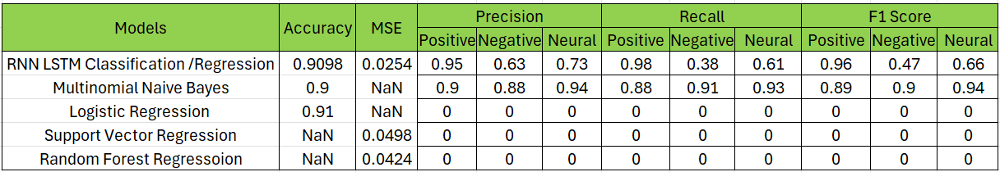 Models Accuracy MSE Precision Recall F1 Score
Positive Negative Neural Positive Negative Neural Positive Negative Neural
RNN LSTM Classification /Regression 0.9098 0.0254 0.95 0.63 0.73 0.98 0.38 0.61 0.96 0.47 0.66
Multinomial Naive Bayes 0.9 NaN 0.9 0.88 0.94 0.88 0.91 0.93 0.89 0.9 0.94
Logistic Regression 0.91 NaN 0 0 0 0 0 0 0 0 0
Support Vector Regression NaN 0.0498 0 0 0 0 0 0 0 0 0
Random Forest Regressoion NaN 0.0424 0 0 0 0 0 0 0 0 0